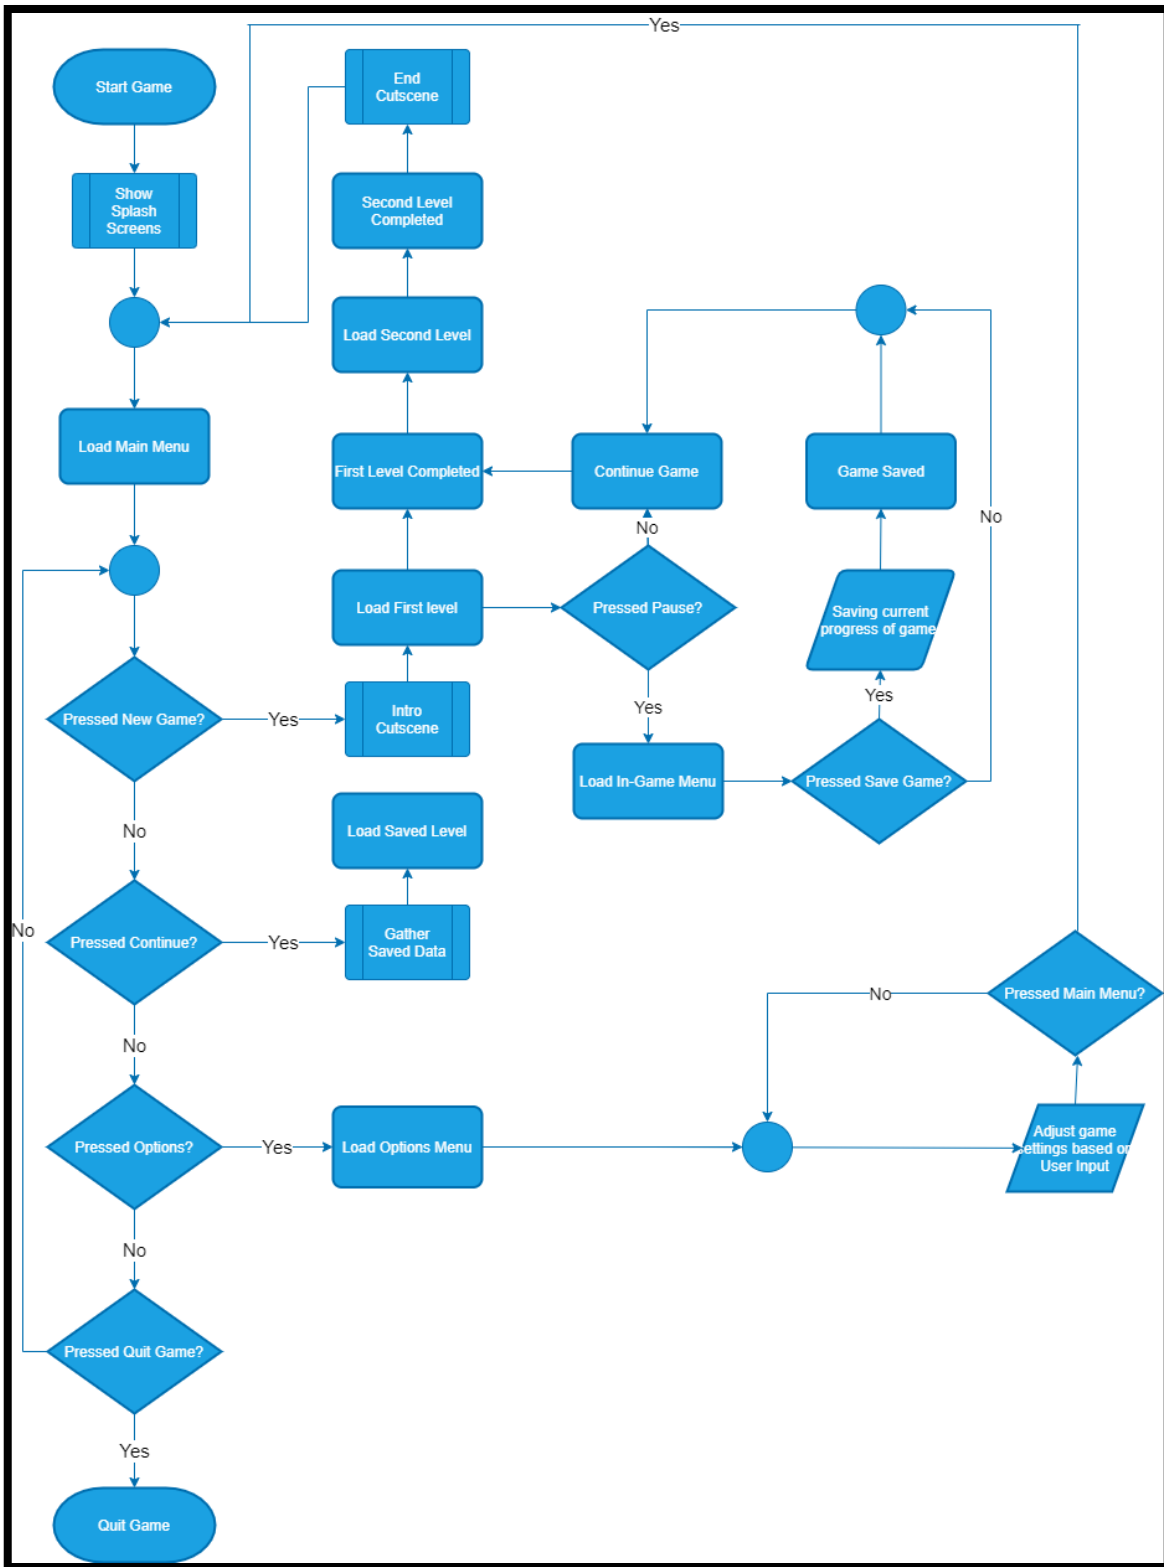 Yes
Start Game
End
Cutscene
Show
Splash
Screens
Second Level
Completed
Load Second Level
Load Main Menu
First Level Completed
Continue Game
Game Saved
No
No
Load First level
Pressed Pause?
Saving current
progress of game
Pressed New Game?
Yes
Intro
Cutscene
Yes
Yes
Load In-Game Menu
Pressed Save Game?
No
Load Saved Level
No
Pressed Continue?
Yes
Gather
Saved Data
No
Pressed Main Menu?
No
Pressed Options?
Yes
Load Options Menu
Adjust game
settings based on
User Input
No
Pressed Quit Game?
Yes
Quit Game